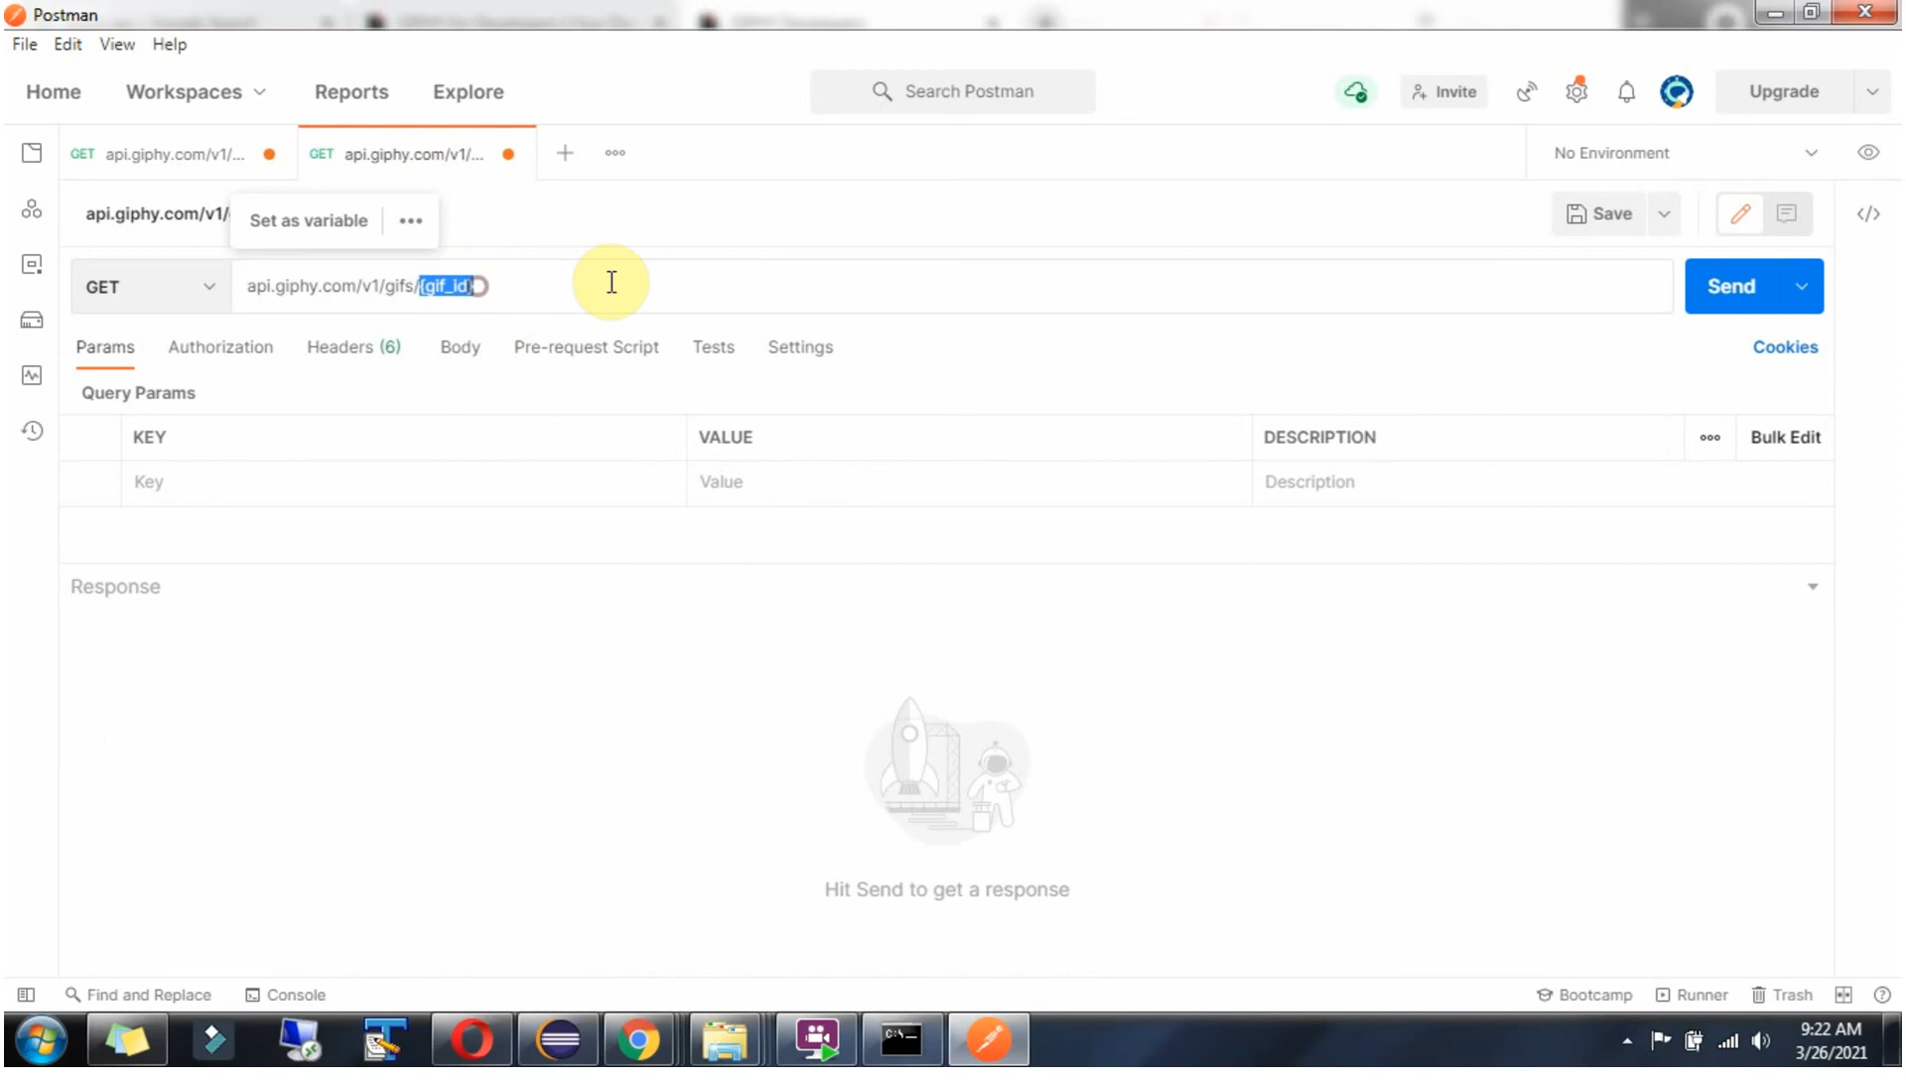 Postman
File Edit View Help
Home Workspaces Reports Explore Search Postman Invite Upgrade
GET api.giphy.com/v1/... GET api.giphy.com/v1/... No Environment
api.giphy.com/v1/ Set as variable Save
GET api.giphy.com/v1/gifs/{gif_id} Send
Params Authorization Headers (6) Body Pre-request Script Tests Settings Cookies
Query Params
KEY VALUE DESCRIPTION Bulk Edit
Key Value Description
Response
Hit Send to get a response
Find and Replace Console Bootcamp Runner Trash
9:22 AM
3/26/2021